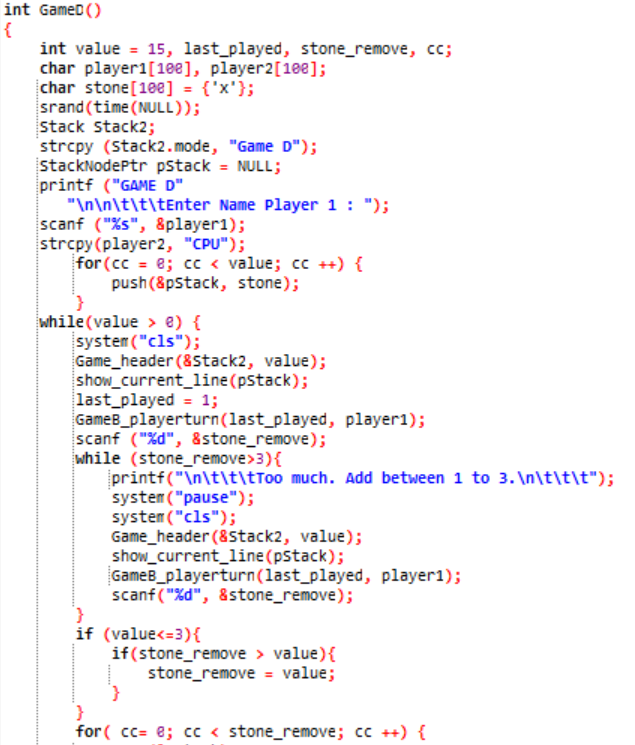 int GameD()
{
int value = 15, last_played, stone_remove, cc;
char player1[100], player2[100];
char stone[100] = {'x'};
srand(time(NULL));
Stack Stack2;
strcpy (Stack2.mode, "Game D");
StackNodePtr pStack = NULL;
printf ("GAME D"
"\n\n\t\t\tEnter Name Player 1 : ");
scanf ("%s", &player1);
strcpy(player2, "CPU");
for(cc = 0; cc < value; cc ++) {
push(&pStack, stone);
}
while(value > 0) {
system("cls");
Game_header(&Stack2, value);
show_current_line(pStack);
last_played = 1;
GameB_playerturn(last_played, player1);
scanf ("%d", &stone_remove);
while (stone_remove>3){
printf("\n\t\t\tToo much. Add between 1 to 3.\n\t\t\t");
system("pause");
system("cls");
Game_header(&Stack2, value);
show_current_line(pStack);
GameB_playerturn(last_played, player1);
scanf("%d", &stone_remove);
}
if (value<=3){
if(stone_remove > value){
stone_remove = value;
}
}
for( cc= 0; cc < stone_remove; cc ++) {